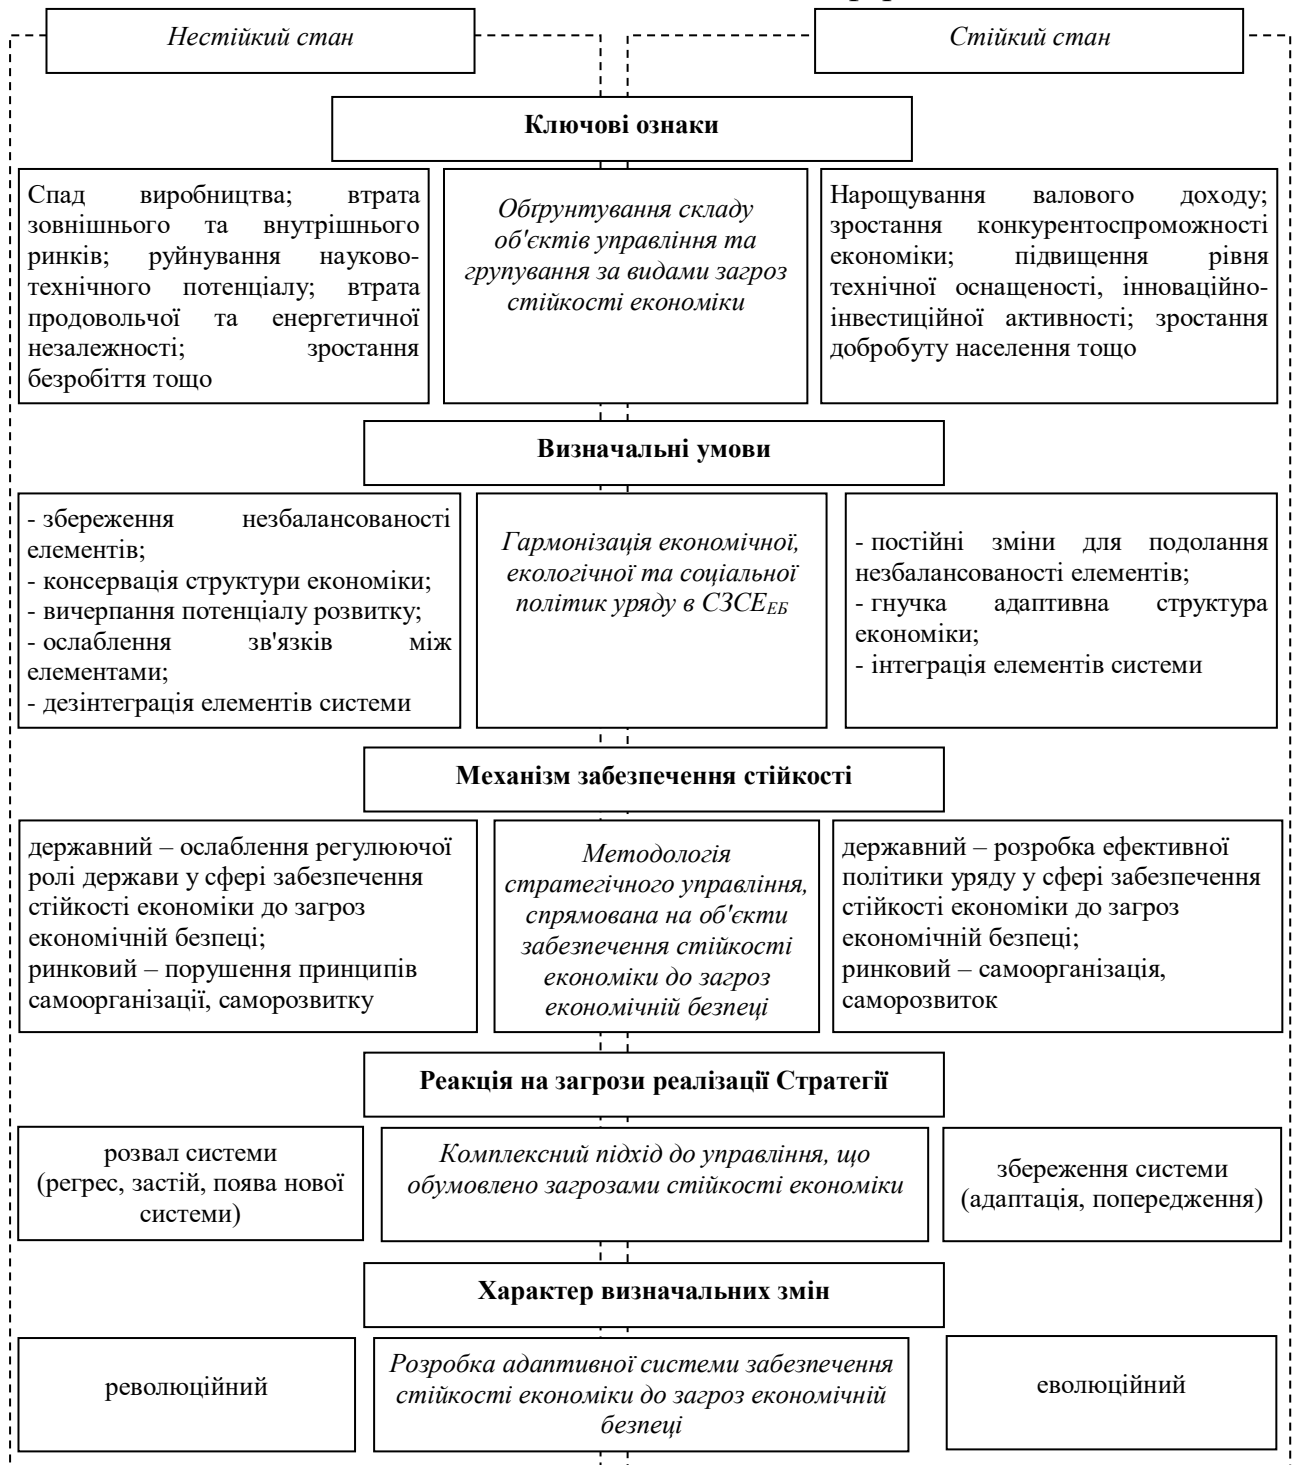 Нестійкий стан
Стійкий стан
Ключові ознаки
Спад виробництва; втрата
зовнішнього та внутрішнього
ринків; руйнування науково-
технічного потенціалу; втрата
продовольчої та енергетичної
незалежності; зростання
безробіття тощо
Обґрунтування складу
об'єктів управління та
групування за видами загроз
стійкості економіки
Нарощування валового доходу;
зростання конкурентоспроможності
економіки; підвищення рівня
технічної оснащеності, інноваційно-
інвестиційної активності; зростання
добробуту населення тощо
Визначальні умови
- збереження незбалансованості
елементів;
- консервація структури економіки;
- вичерпання потенціалу розвитку;
- ослаблення зв'язків між
елементами;
- дезінтеграція елементів системи
Гармонізація економічної,
екологічної та соціальної
політик уряду в СЗСЕЕБ
- постійні зміни для подолання
незбалансованості елементів;
- гнучка адаптивна структура
економіки;
- інтеграція елементів системи
Механізм забезпечення стійкості
державний – ослаблення регулюючої
ролі держави у сфері забезпечення
стійкості економіки до загроз
економічній безпеці;
ринковий – порушення принципів
самоорганізації, саморозвитку
Методологія
стратегічного управління,
спрямована на об'єкти
забезпечення стійкості
економіки до загроз
економічній безпеці
державний – розробка ефективної
політики уряду у сфері забезпечення
стійкості економіки до загроз
економічній безпеці;
ринковий – самоорганізація,
саморозвиток
Реакція на загрози реалізації Стратегії
розвал системи
(регрес, застій, поява нової
системи)
Комплексний підхід до управління, що
обумовлено загрозами стійкості економіки
збереження системи
(адаптація, попередження)
Характер визначальних змін
революційний
Розробка адаптивної системи забезпечення
стійкості економіки до загроз економічній
безпеці
еволюційний